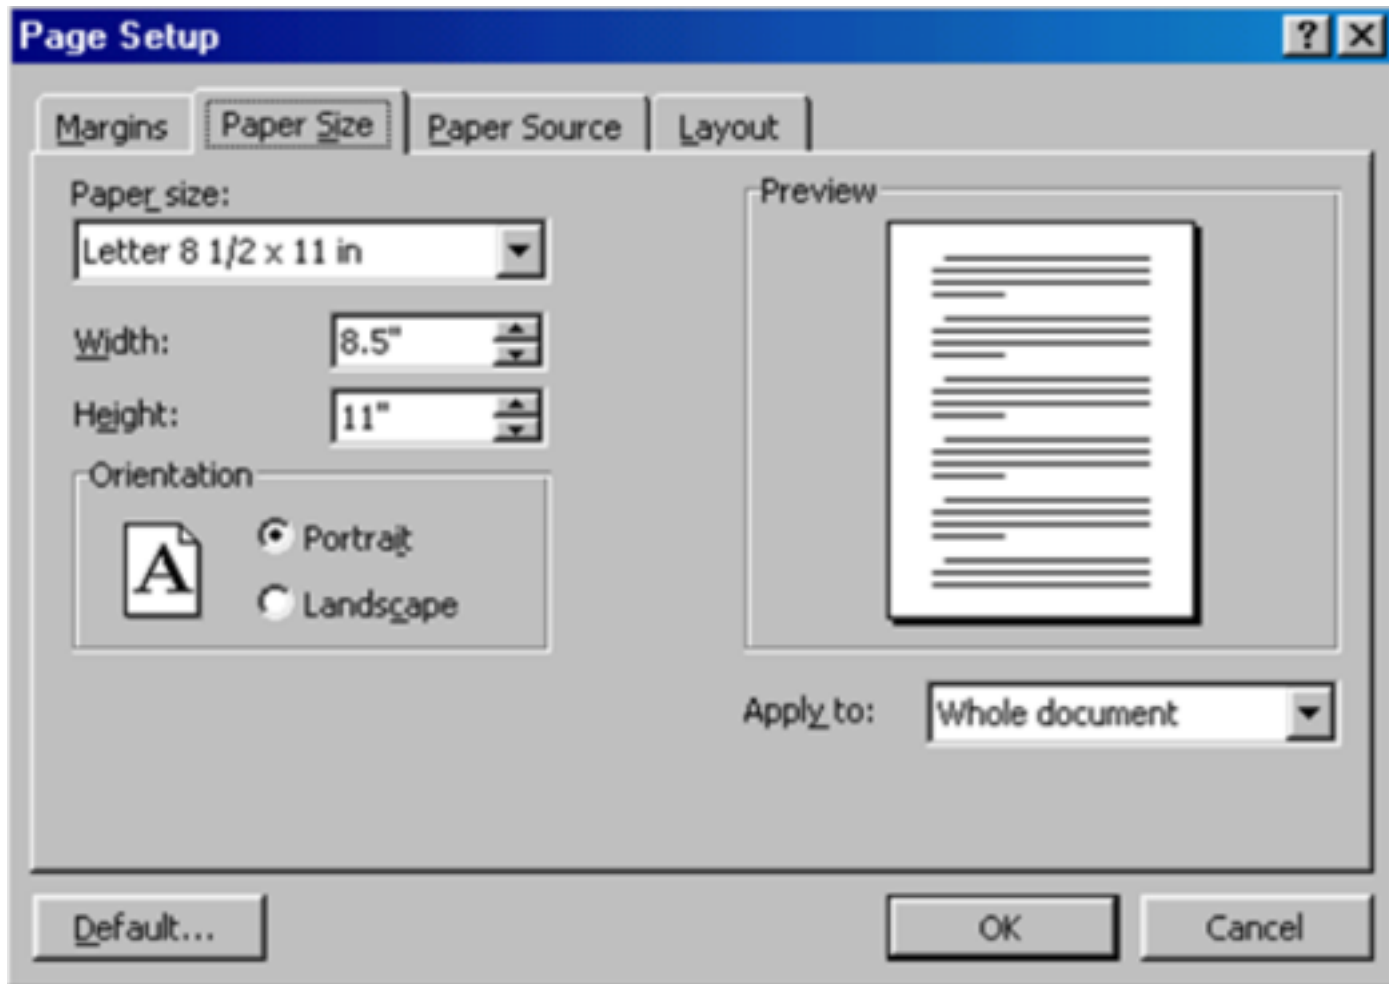 Page Setup
Margins
Paper Size
Paper Source
Layout
Paper size:
Letter 8 1/2 x 11 in
Width:
8.5"
Height:
11"
Orientation
A
Portrait
Landscape
Preview
Apply to:
Whole document
Default...
OK
Cancel